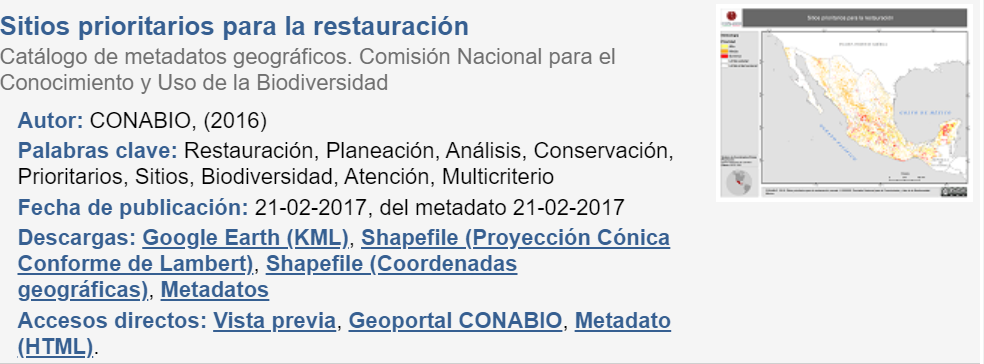 Sitios prioritarios para la restauración
Catálogo de metadatos geográficos. Comisión Nacional para el
Conocimiento y Uso de la Biodiversidad
Autor: CONABIO, (2016)
Palabras clave: Restauración, Planeación, Análisis, Conservación,
Prioritarios, Sitios, Biodiversidad, Atención, Multicriterio
Fecha de publicación: 21-02-2017, del metadato 21-02-2017
Descargas: Google Earth (KML), Shapefile (Proyección Cónica
Conforme de Lambert), Shapefile (Coordenadas
geográficas), Metadatos
Accesos directos: Vista previa, Geoportal CONABIO, Metadato
(HTML).
Sitios prioritarios para la restauración
GOLFO DE MÉXICO